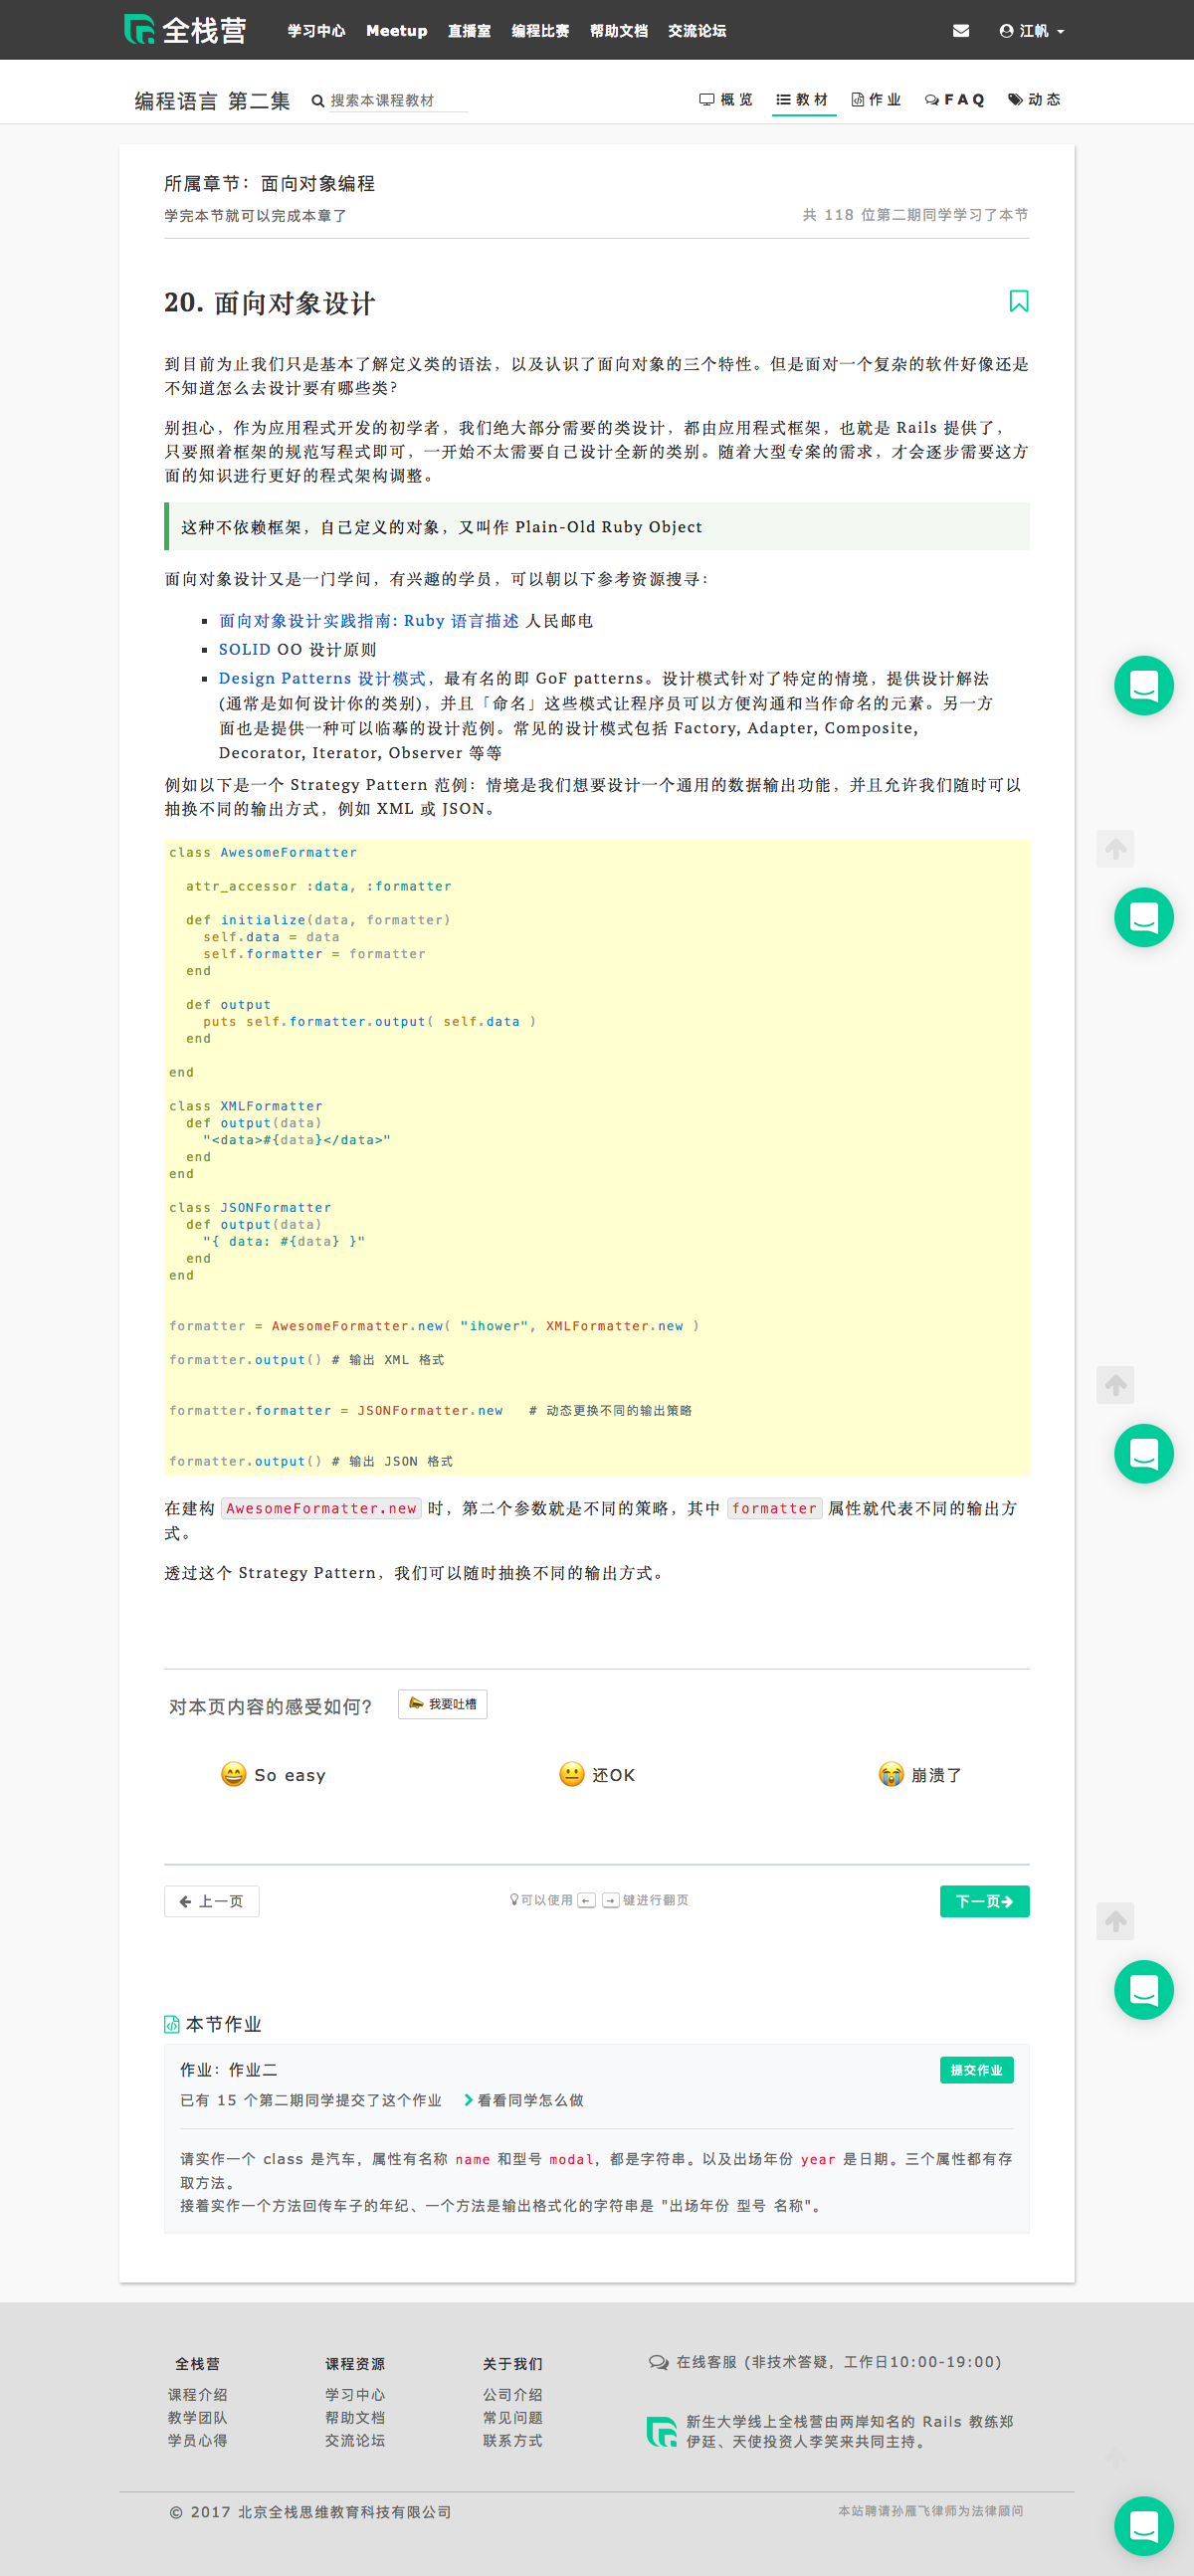 全栈营 学习中心 Meetup 直播室 编程比赛 帮助文档 交流论坛 江帆
编程语言 第二集 搜索本课程教材 概览 教材 作业 FAQ 动态
所属章节：面向对象编程
学完本节就可以完成本章了 共 118 位第二期同学学习了本节
20. 面向对象设计
到目前为止我们只是基本了解定义类的语法，以及认识了面向对象的三个特性。但是面对一个复杂的软件好像还是
不知道怎么去设计要有哪些类?
别担心，作为应用程式开发的初学者，我们绝大部分需要的类设计，都由应用程式框架，也就是 Rails 提供了，
只要照着框架的规范写程式即可，一开始不太需要自己设计全新的类别。随着大型专案的需求，才会逐步需要这方
面的知识进行更好的程式架构调整。
这种不依赖框架，自己定义的对象，又叫作 Plain-Old Ruby Object
面向对象设计又是一门学问，有兴趣的学员，可以朝以下参考资源搜寻：
▪ 面向对象设计实践指南: Ruby 语言描述 人民邮电
▪ SOLID OO 设计原则
▪ Design Patterns 设计模式，最有名的即 GoF patterns。设计模式针对了特定的情境，提供设计解法
(通常是如何设计你的类别)，并且「命名」这些模式让程序员可以方便沟通和当作命名的元素。另一方
面也是提供一种可以临摹的设计范例。常见的设计模式包括 Factory, Adapter, Composite,
Decorator, Iterator, Observer 等等
例如以下是一个 Strategy Pattern 范例：情境是我们想要设计一个通用的数据输出功能，并且允许我们随时可以
抽换不同的输出方式，例如 XML 或 JSON。
class AwesomeFormatter
attr_accessor :data, :formatter
def initialize(data, formatter)
self.data = data
self.formatter = formatter
end
def output
puts self.formatter.output( self.data )
end
end
class XMLFormatter
def output(data)
"<data>#{data}</data>"
end
end
class JSONFormatter
def output(data)
"{ data: #{data} }"
end
end
formatter = AwesomeFormatter.new( "ihower", XMLFormatter.new )
formatter.output() # 输出 XML 格式
formatter.formatter = JSONFormatter.new   # 动态更换不同的输出策略
formatter.output() # 输出 JSON 格式
在建构 AwesomeFormatter.new 时，第二个参数就是不同的策略，其中 formatter 属性就代表不同的输出方
式。
透过这个 Strategy Pattern，我们可以随时抽换不同的输出方式。
对本页内容的感受如何? 我要吐槽
So easy 还OK 崩溃了
← 上一页 可以使用 ← → 键进行翻页 下一页→
本节作业
作业：作业二 提交作业
已有 15 个第二期同学提交了这个作业 看看同学怎么做
请实作一个 class 是汽车，属性有名称 name 和型号 modal，都是字符串。以及出场年份 year 是日期。三个属性都有存
取方法。
接着实作一个方法回传车子的年纪、一个方法是输出格式化的字符串是 "出场年份 型号 名称"。
全栈营 课程资源 关于我们 在线客服 (非技术答疑，工作日10:00-19:00)
课程介绍 学习中心 公司介绍
教学团队 帮助文档 常见问题
学员心得 交流论坛 联系方式
新生大学线上全栈营由两岸知名的 Rails 教练郑
伊廷、天使投资人李笑来共同主持。
© 2017 北京全栈思维教育科技有限公司 本站聘请孙雁飞律师为法律顾问